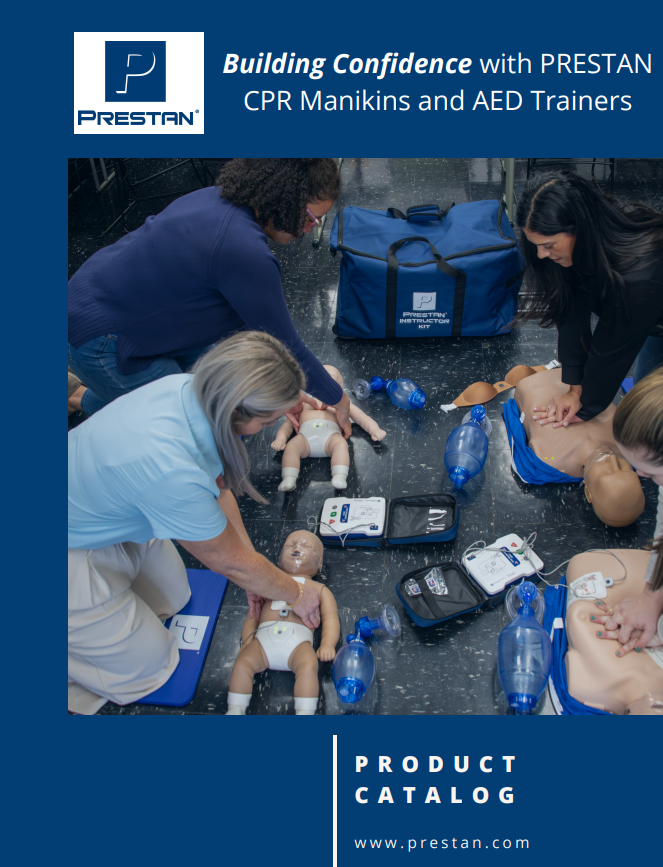 PRESTAN®
Building Confidence with PRESTAN
CPR Manikins and AED Trainers
PRESTAN®
INSTRUCTOR
KIT
PRODUCT
CATALOG
www.prestan.com